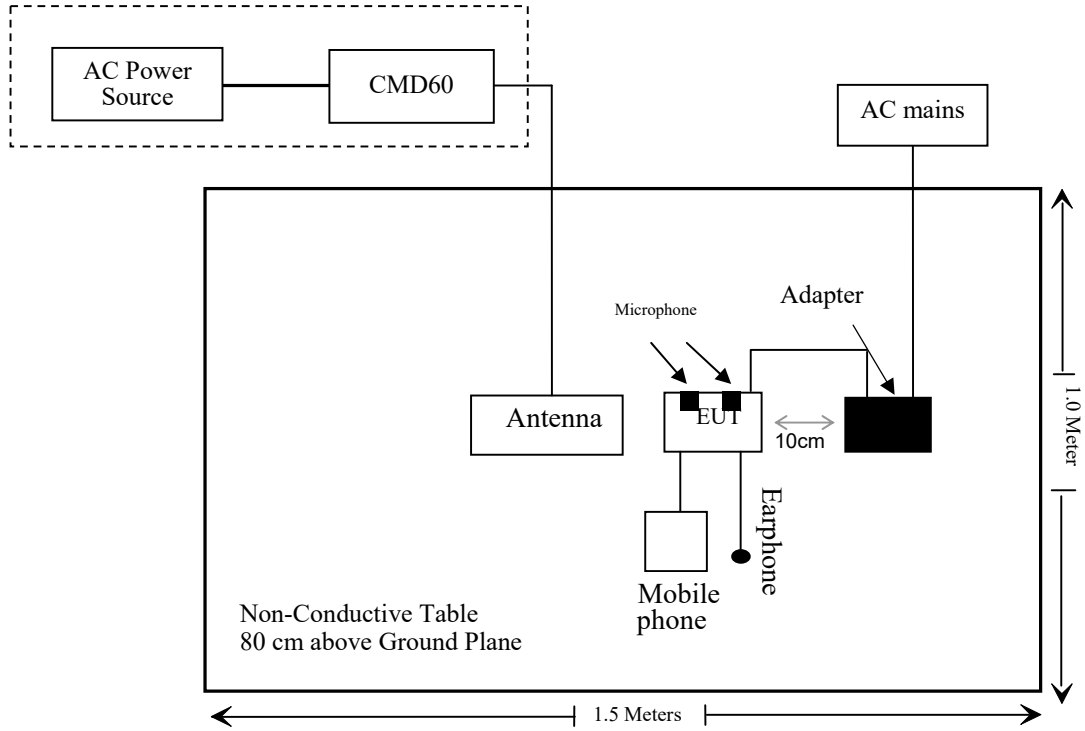 AC Power
Source
CMD60
AC mains
Adapter
Microphone
Antenna
EUT
10cm
1.0 Meter
Earphone
Mobile
phone
Non-Conductive Table
80 cm above Ground Plane
1.5 Meters